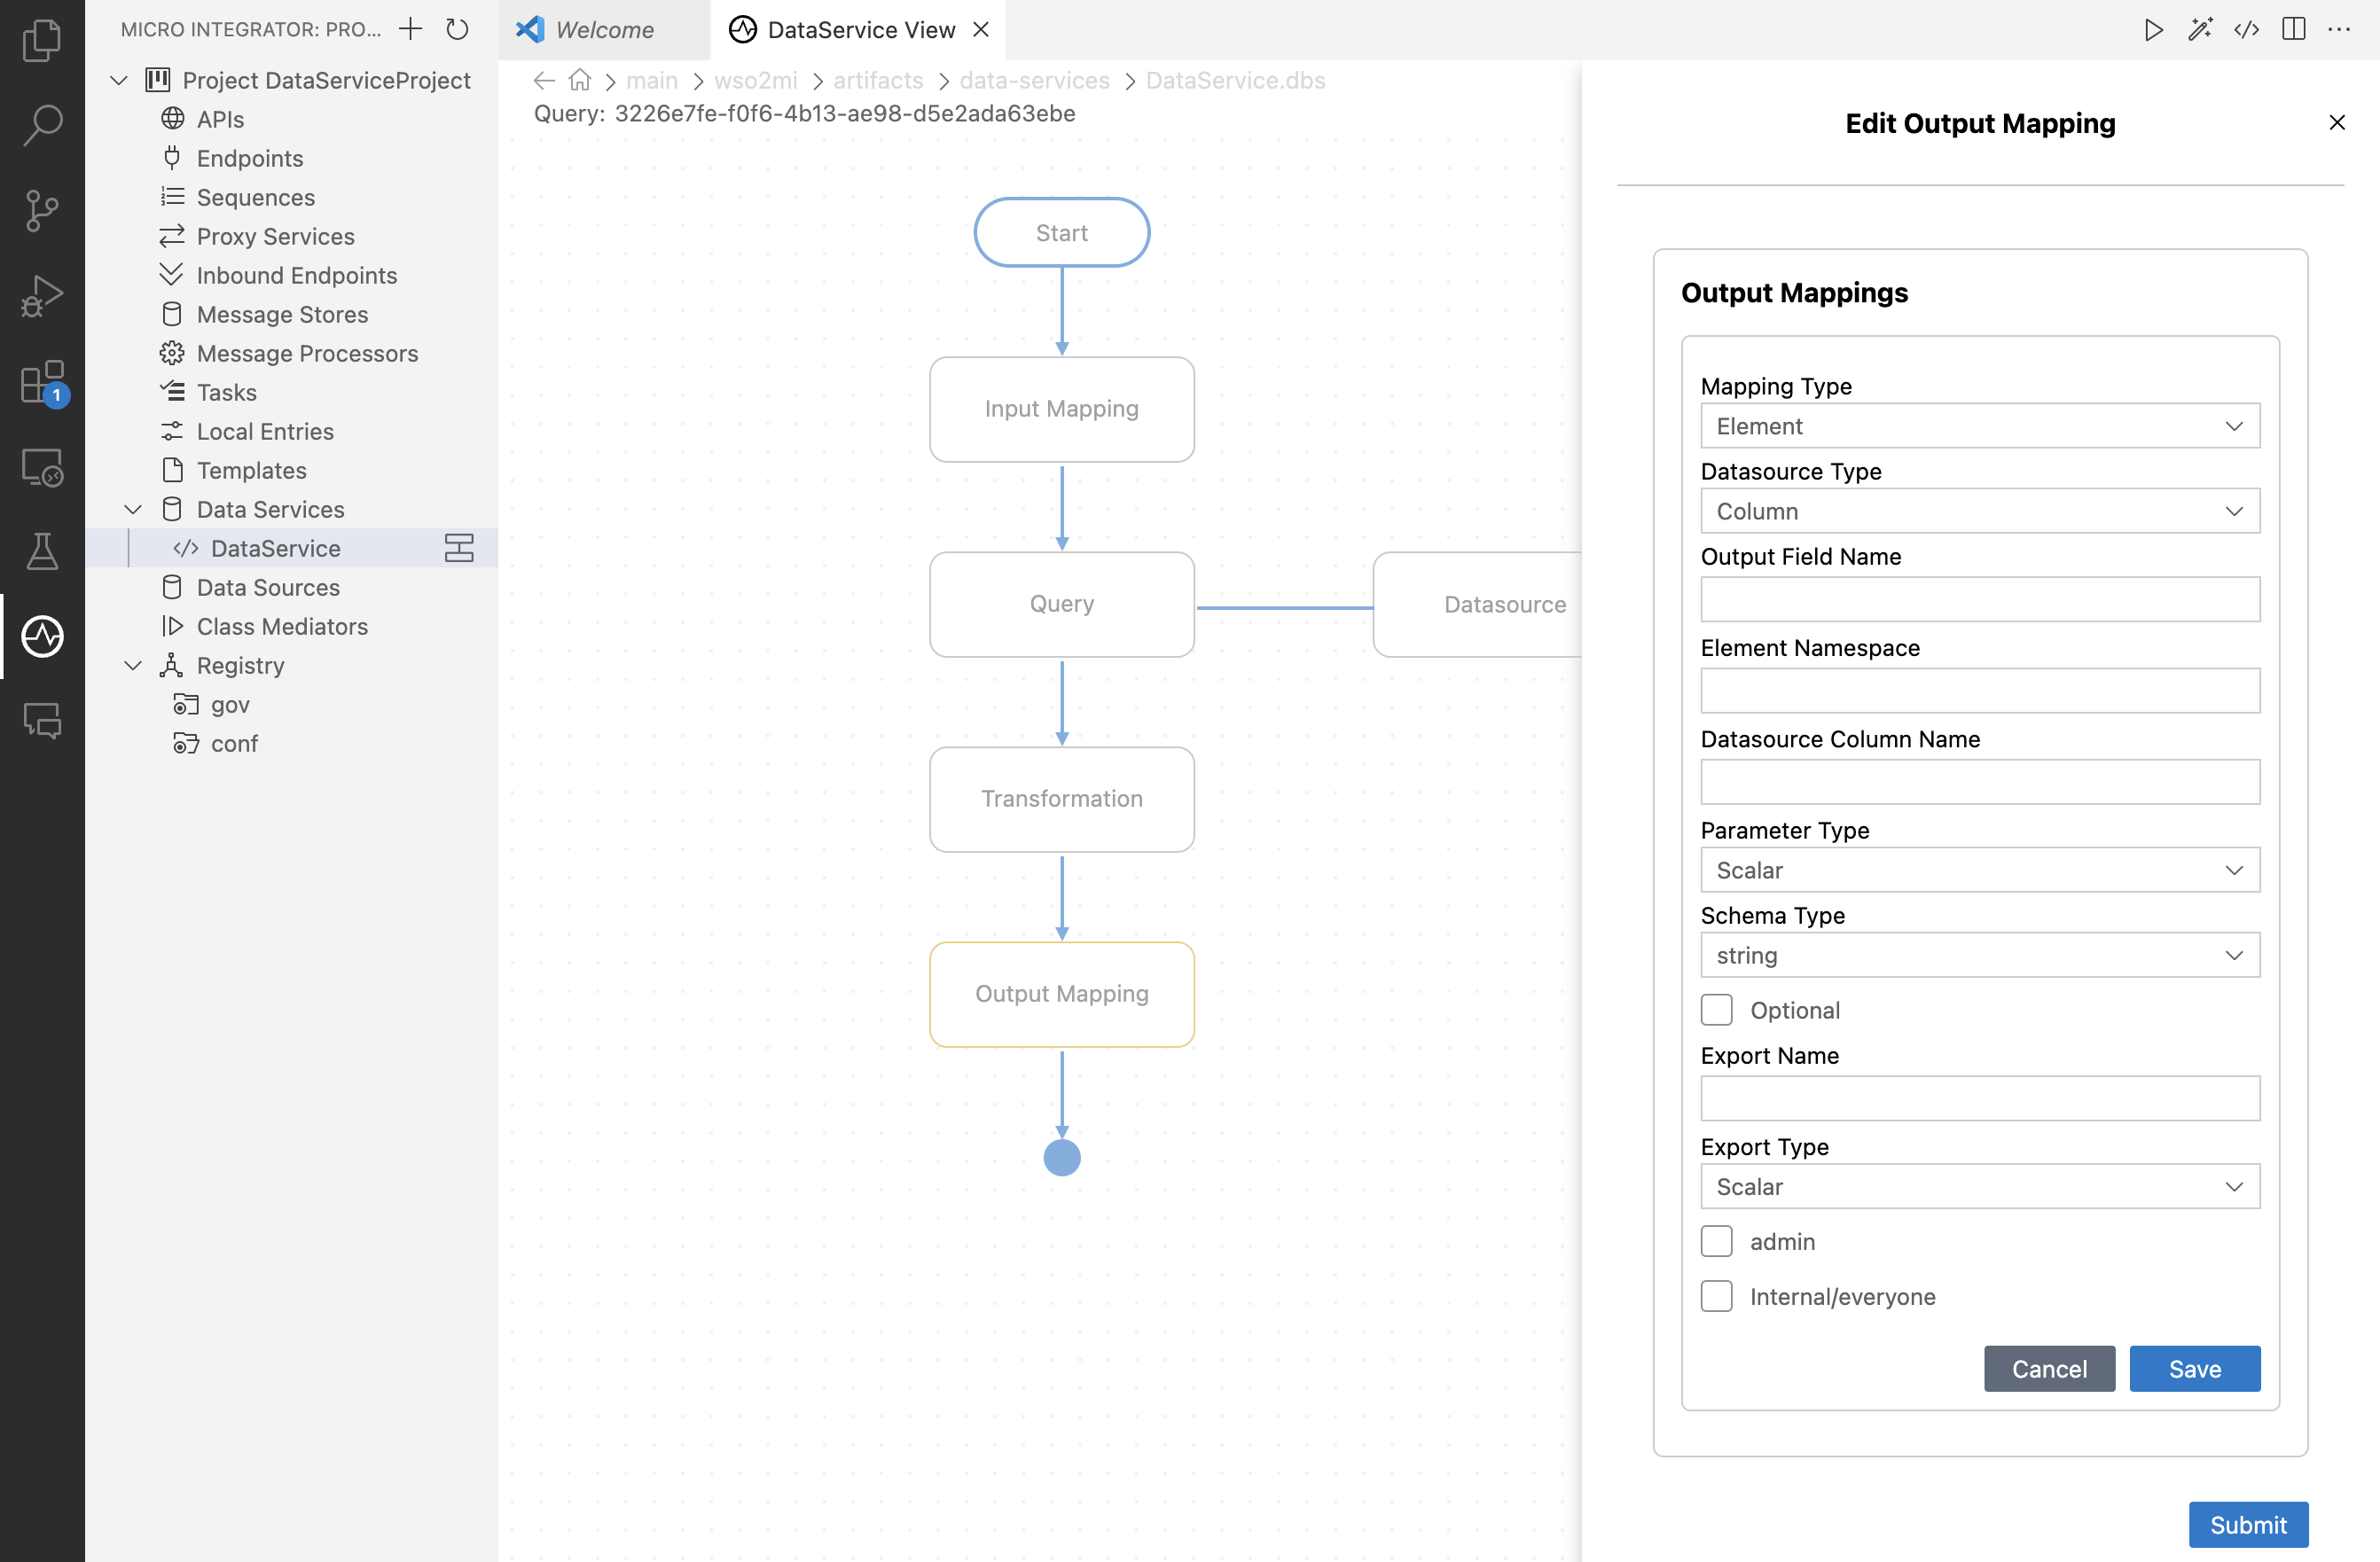 MICRO INTEGRATOR: PRO...
Project DataServiceProject
APIs
Endpoints
Sequences
Proxy Services
Inbound Endpoints
Message Stores
Message Processors
Tasks
Local Entries
Templates
Data Services
DataService
Data Sources
Class Mediators
Registry
gov
conf
1
Welcome
DataService View
main > wso2mi > artifacts > data-services > DataService.dbs
Query: 3226e7fe-f0f6-4b13-ae98-d5e2ada63ebe
Start
Input Mapping
Query
Datasource
Transformation
Output Mapping
Edit Output Mapping
Output Mappings
Mapping Type
Element
Datasource Type
Column
Output Field Name
Element Namespace
Datasource Column Name
Parameter Type
Scalar
Schema Type
string
Optional
Export Name
Export Type
Scalar
admin
Internal/everyone
Cancel
Save
Submit